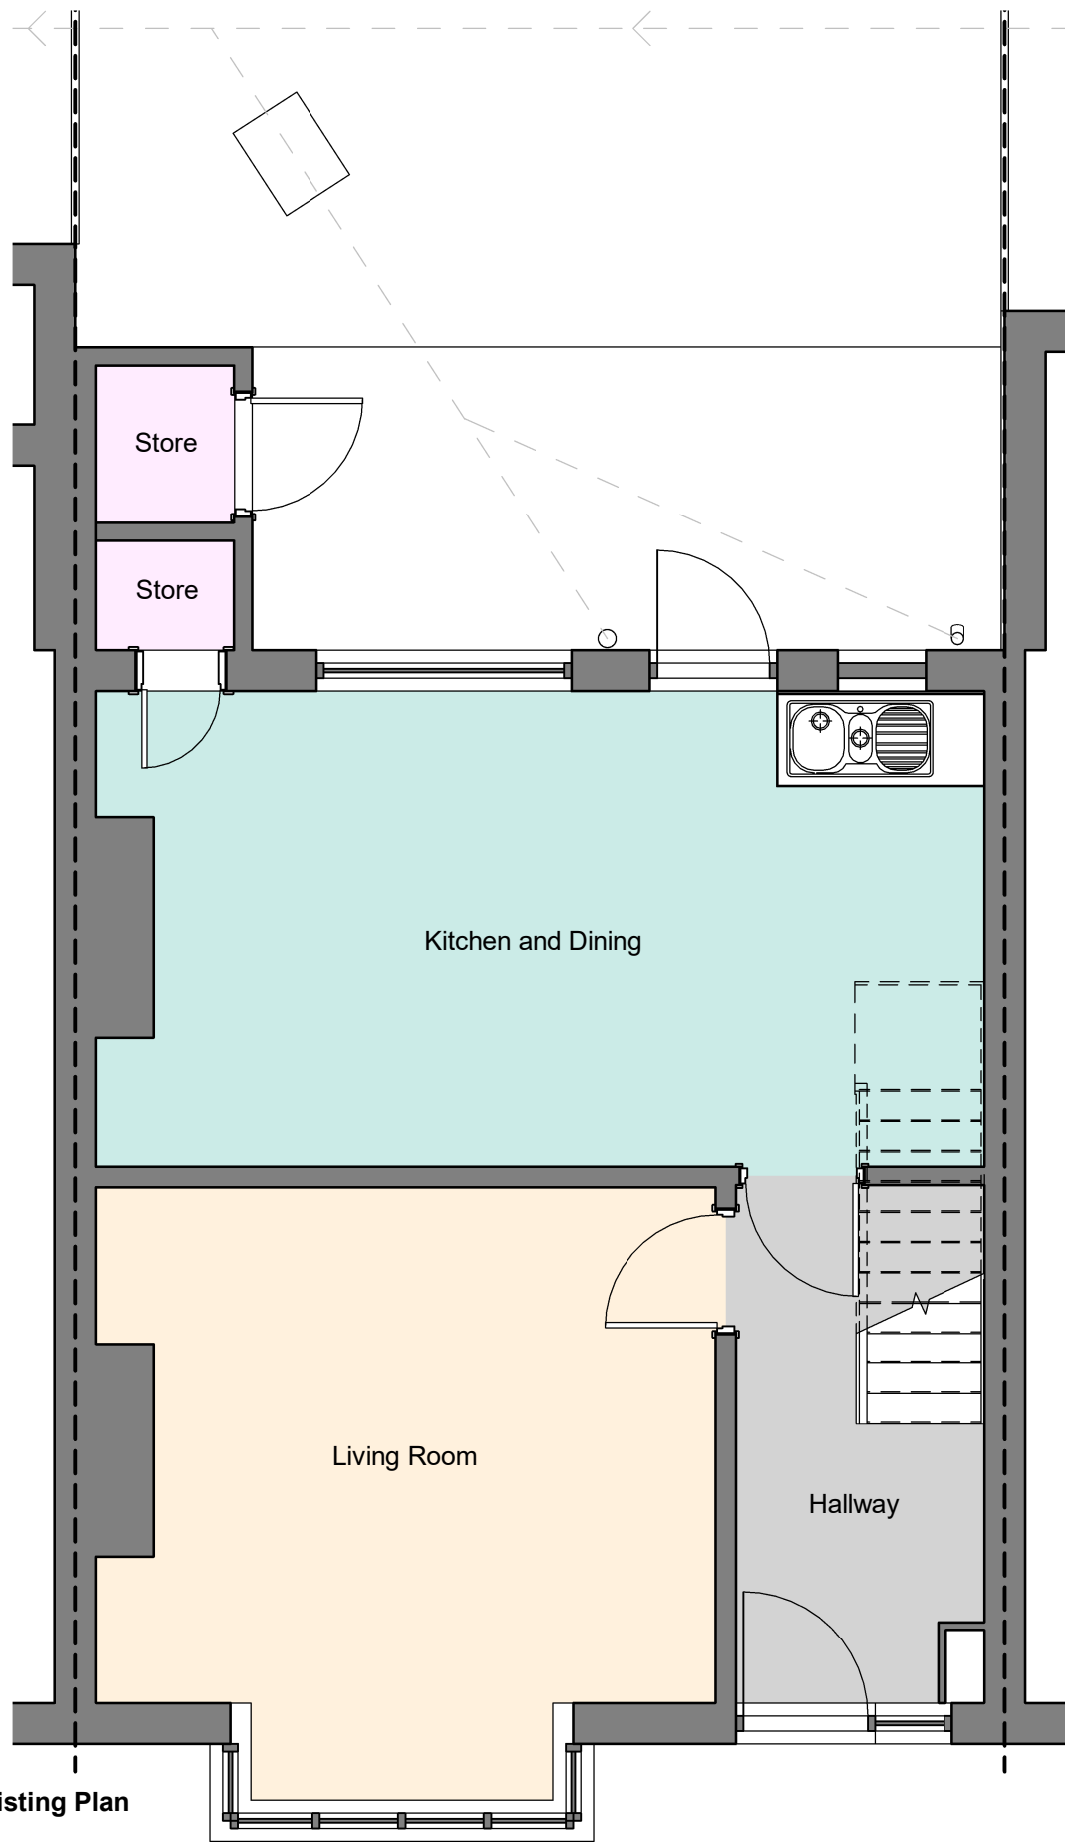 Store
Store
Kitchen and Dining
Living Room
Hallway
isting Plan